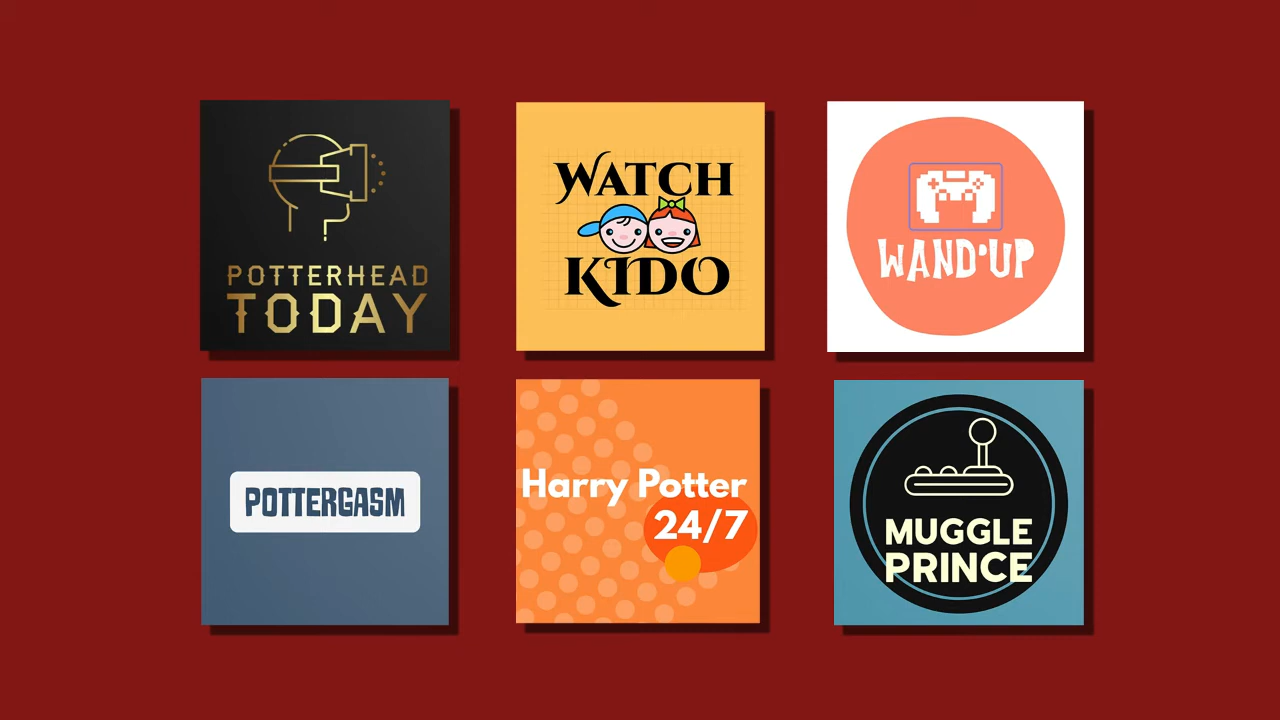 POTTERHEAD
TODAY
WATCH
KIDO
WAND'UP
POTTERGASM
Harry Potter
24/7
MUGGLE
PRINCE